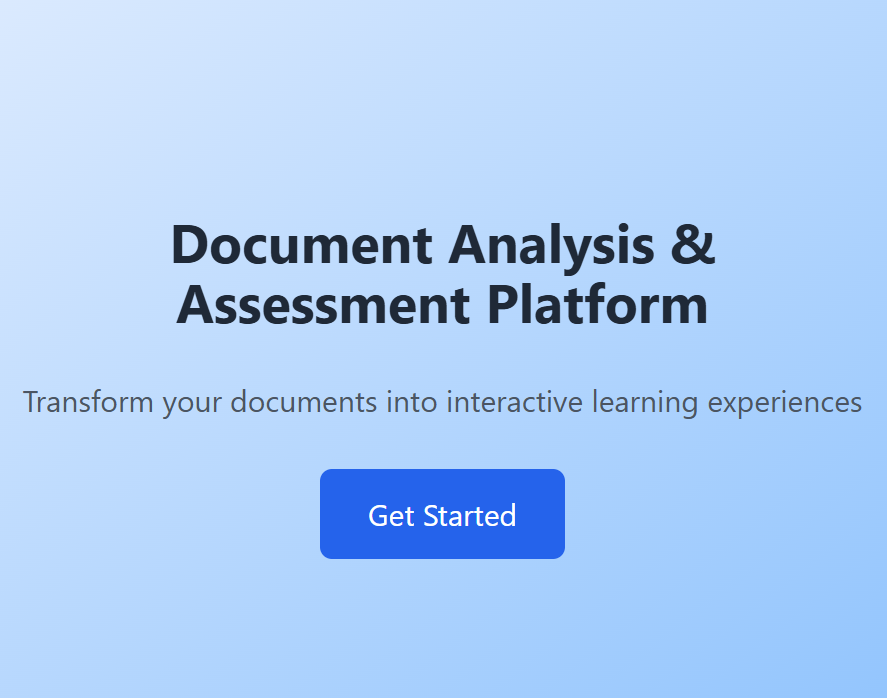 Document Analysis &
Assessment Platform
Transform your documents into interactive learning experiences
Get Started